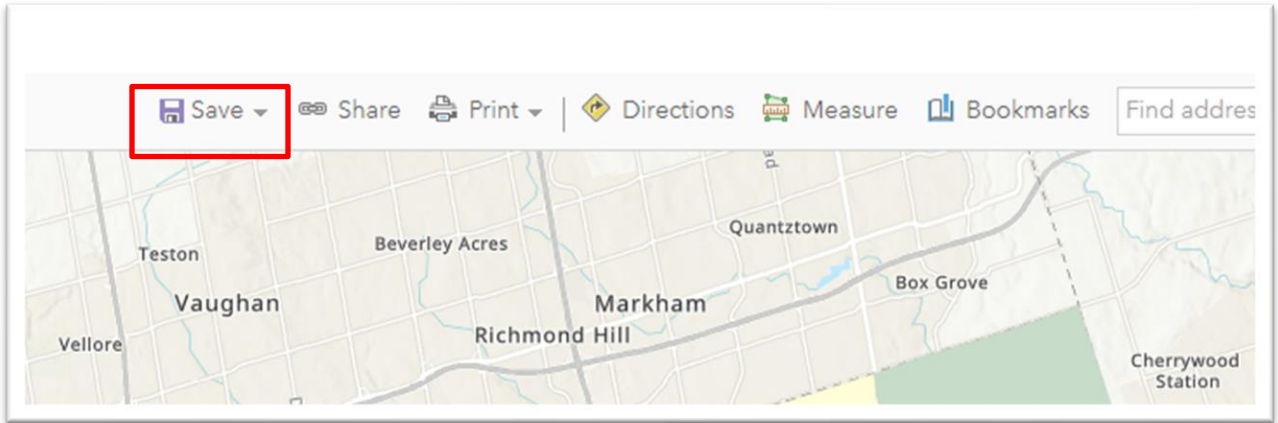 Save Share Print Directions Measure Bookmarks Find addres
Quantztown
Beverley Acres
Teston
Box Grove
Vaughan
Markham
Richmond Hill
Vellore
Cherrywood
Station